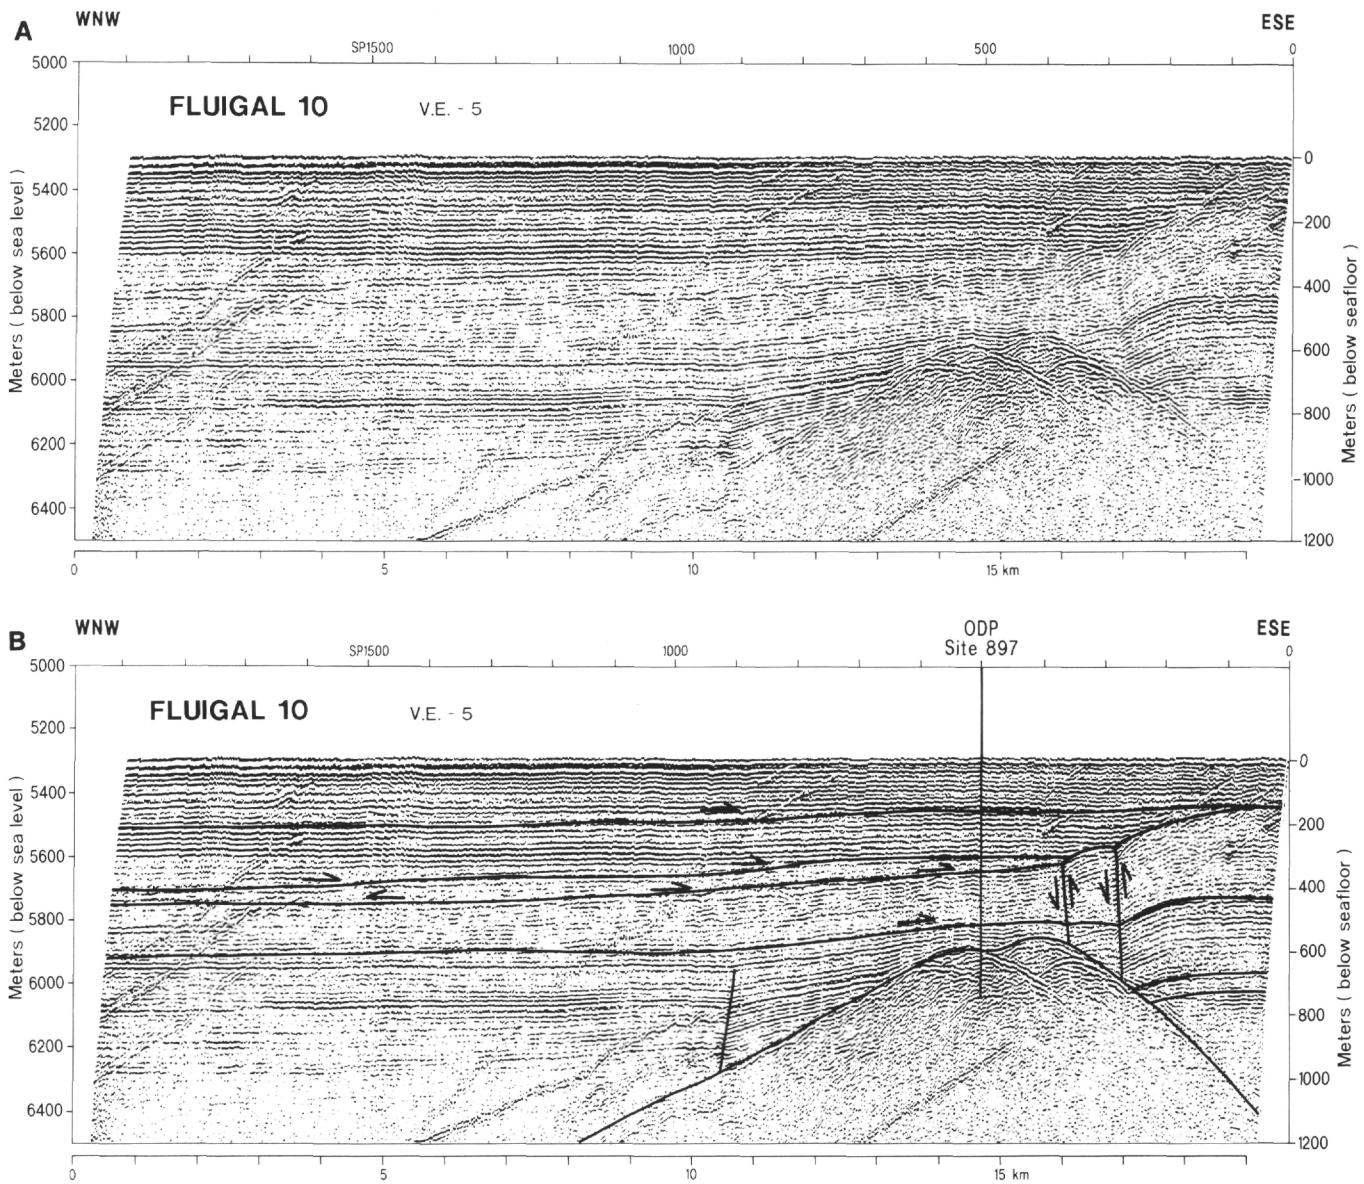 A
WNW
ESE
SP1500 1000 500 0
FLUIGAL 10 V.E. - 5
Meters ( below sea level )
5000
5200
5400
5600
5800
6000
6200
6400
Meters ( below seafloor )
0
200
400
600
800
1000
1200
0 5 10 15 km
B
WNW
ODP
Site 897
ESE
SP1500 1000 0
FLUIGAL 10 V.E. - 5
Meters ( below sea level )
5000
5200
5400
5600
5800
6000
6200
6400
Meters ( below seafloor )
0
200
400
600
800
1000
1200
0 5 10 15 km